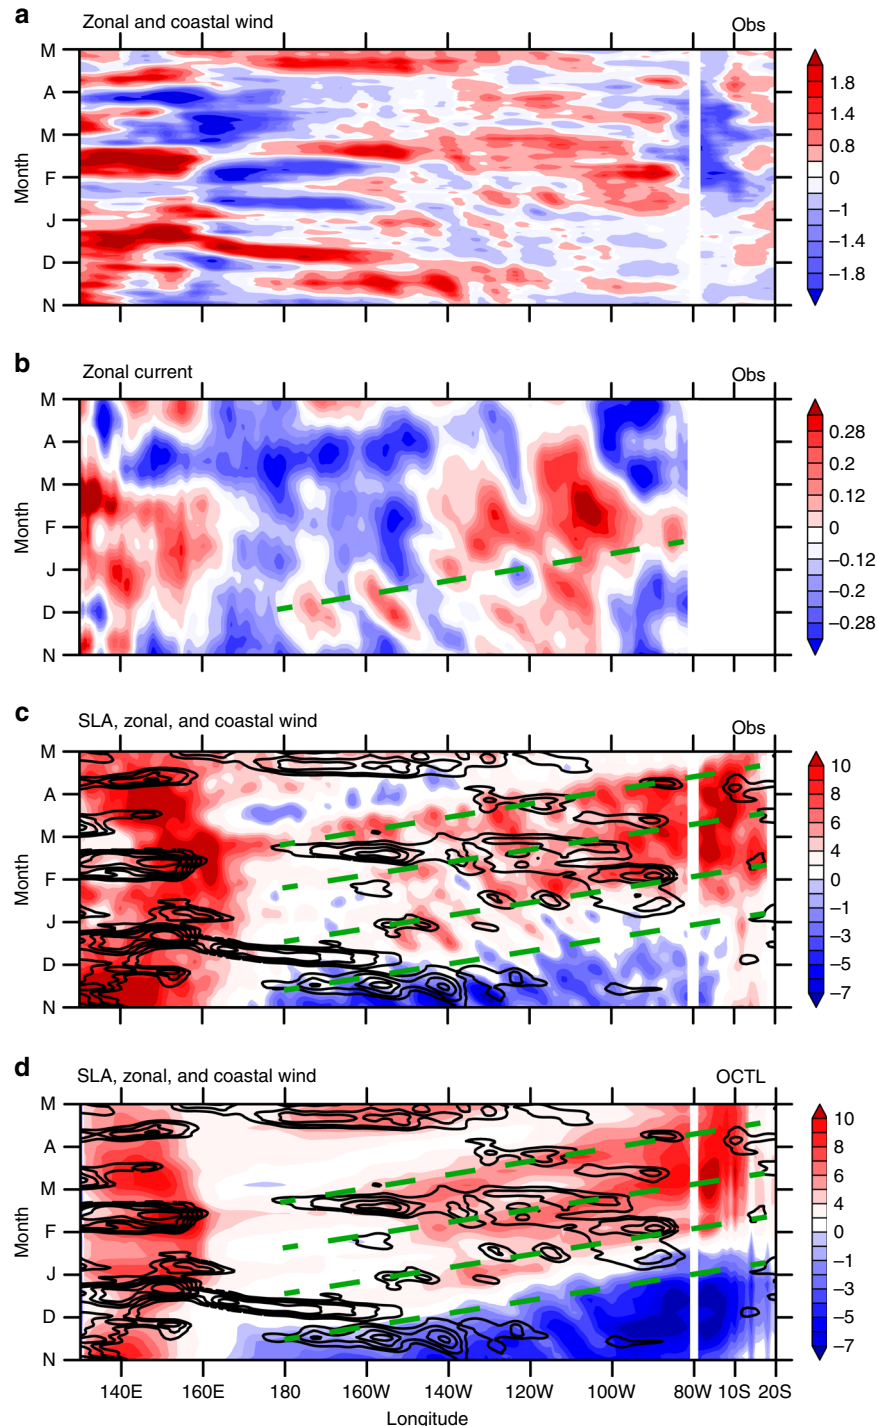 a
Zonal and coastal wind
Obs
M
A
M
F
J
D
N
Month
1.8
1.4
0.8
0
−1
−1.4
−1.8
b
Zonal current
Obs
M
A
M
F
J
D
N
Month
0.28
0.2
0.12
0
−0.12
−0.2
−0.28
c
SLA, zonal, and coastal wind
Obs
M
A
M
F
J
D
N
Month
10
8
6
4
0
−1
−3
−5
−7
d
SLA, zonal, and coastal wind
OCTL
M
A
M
F
J
D
N
Month
10
8
6
4
0
−1
−3
−5
−7
140E 160E 180 160W 140W 120W 100W 80W 10S 20S
Longitude